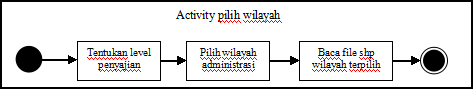 Activity pilih wilayah
Tentukan level
penyajian
Pilih wilayah
administrasi
Baca file shp
wilayah terpilih